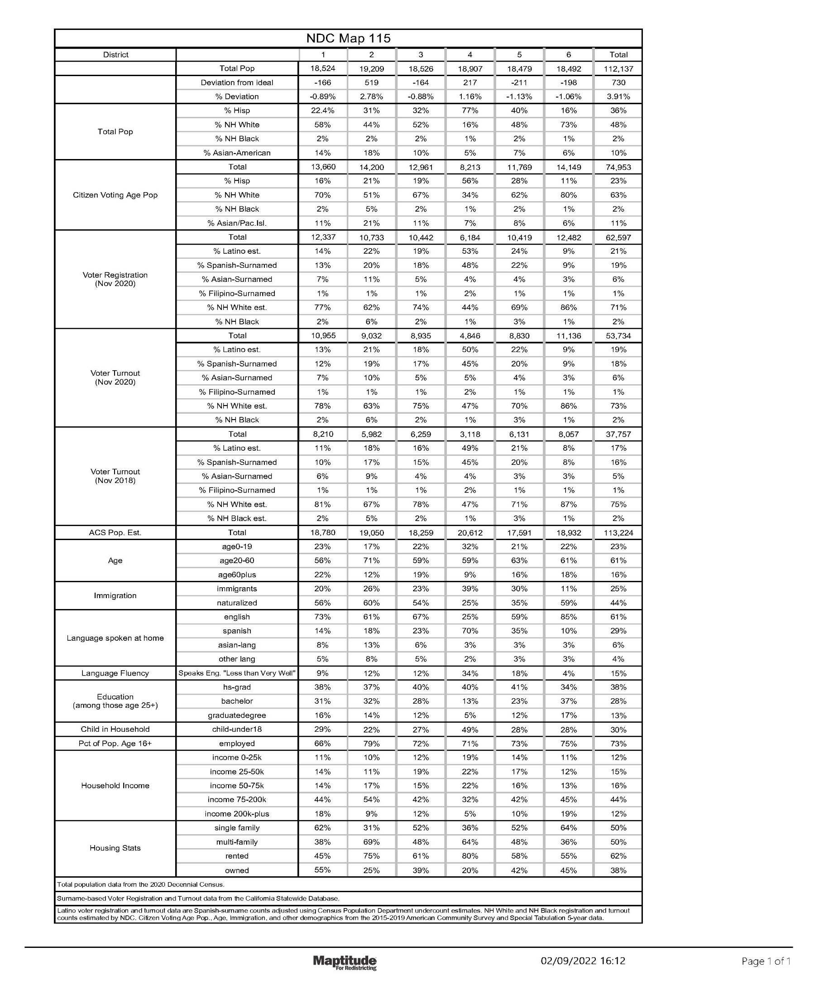 NDC Map 115
District 1 2 3 4 5 6 Total
Total Pop 18,524 19,209 18,526 18,907 18,479 18,492 112,137
Deviation from ideal -166 519 -164 217 -211 -198 730
% Deviation -0.89% 2.78% -0.88% 1.16% -1.13% -1.06% 3.91%
Total Pop
% Hisp 22.4% 31% 32% 77% 40% 16% 36%
% NH White 58% 44% 52% 16% 48% 73% 48%
% NH Black 2% 2% 2% 1% 2% 1% 2%
% Asian-American 14% 18% 10% 5% 7% 6% 10%
Citizen Voting Age Pop
Total 13,660 14,200 12,961 8,213 11,769 14,149 74,953
% Hisp 16% 21% 19% 56% 28% 11% 23%
% NH White 70% 51% 67% 34% 62% 80% 63%
% NH Black 2% 5% 2% 1% 2% 1% 2%
% Asian/Pac.Isl. 11% 21% 11% 7% 8% 6% 11%
Voter Registration
(Nov 2020)
Total 12,337 10,733 10,442 6,184 10,419 12,482 62,597
% Latino est. 14% 22% 19% 53% 24% 9% 21%
% Spanish-Surnamed 13% 20% 18% 48% 22% 9% 19%
% Asian-Surnamed 7% 11% 5% 4% 4% 3% 6%
% Filipino-Surnamed 1% 1% 1% 2% 1% 1% 1%
% NH White est. 77% 62% 74% 44% 69% 86% 71%
% NH Black 2% 6% 2% 1% 3% 1% 2%
Voter Turnout
(Nov 2020)
Total 10,955 9,032 8,935 4,846 8,830 11,136 53,734
% Latino est. 13% 21% 18% 50% 22% 9% 19%
% Spanish-Surnamed 12% 19% 17% 45% 20% 9% 18%
% Asian-Surnamed 7% 10% 5% 5% 4% 3% 6%
% Filipino-Surnamed 1% 1% 1% 2% 1% 1% 1%
% NH White est. 78% 63% 75% 47% 70% 86% 73%
% NH Black 2% 6% 2% 1% 3% 1% 2%
Voter Turnout
(Nov 2018)
Total 8,210 5,982 6,259 3,118 6,131 8,057 37,757
% Latino est. 11% 18% 16% 49% 21% 8% 17%
% Spanish-Surnamed 10% 17% 15% 45% 20% 8% 16%
% Asian-Surnamed 6% 9% 4% 4% 3% 3% 5%
% Filipino-Surnamed 1% 1% 1% 2% 1% 1% 1%
% NH White est. 81% 67% 78% 47% 71% 87% 75%
% NH Black est. 2% 5% 2% 1% 3% 1% 2%
ACS Pop. Est. Total 18,780 19,050 18,259 20,612 17,591 18,932 113,224
Age
age0-19 23% 17% 22% 32% 21% 22% 23%
age20-60 56% 71% 59% 59% 63% 61% 61%
age60plus 22% 12% 19% 9% 16% 18% 16%
Immigration
immigrants 20% 26% 23% 39% 30% 11% 25%
naturalized 56% 60% 54% 25% 35% 59% 44%
Language spoken at home
english 73% 61% 67% 25% 59% 85% 61%
spanish 14% 18% 23% 70% 35% 10% 29%
asian-lang 8% 13% 6% 3% 3% 3% 6%
other lang 5% 8% 5% 2% 3% 3% 4%
Language Fluency Speaks Eng. "Less than Very Well" 9% 12% 12% 34% 18% 4% 15%
Education
(among those age 25+)
hs-grad 38% 37% 40% 40% 41% 34% 38%
bachelor 31% 32% 28% 13% 23% 37% 28%
graduatedegree 16% 14% 12% 5% 12% 17% 13%
Child in Household child-under18 29% 22% 27% 49% 28% 28% 30%
Pct of Pop. Age 16+ employed 66% 79% 72% 71% 73% 75% 73%
Household Income
income 0-25k 11% 10% 12% 19% 14% 11% 12%
income 25-50k 14% 11% 19% 22% 17% 12% 15%
income 50-75k 14% 17% 15% 22% 16% 13% 16%
income 75-200k 44% 54% 42% 32% 42% 45% 44%
income 200k-plus 18% 9% 12% 5% 10% 19% 12%
Housing Stats
single family 62% 31% 52% 36% 52% 64% 50%
multi-family 38% 69% 48% 64% 48% 36% 50%
rented 45% 75% 61% 80% 58% 55% 62%
owned 55% 25% 39% 20% 42% 45% 38%
Total population data from the 2020 Decennial Census.
Surname-based Voter Registration and Turnout data from the California Statewide Database.
Latino voter registration and turnout data are Spanish-surname counts adjusted using Census Population Department undercount estimates. NH White and NH Black registration and turnout
counts estimated by NDC. Citizen Voting Age Pop., Age, Immigration, and other demographics from the 2015-2019 American Community Survey and Special Tabulation 5-year data.
Maptitude
For Redistricting
02/09/2022 16:12
Page 1 of 1